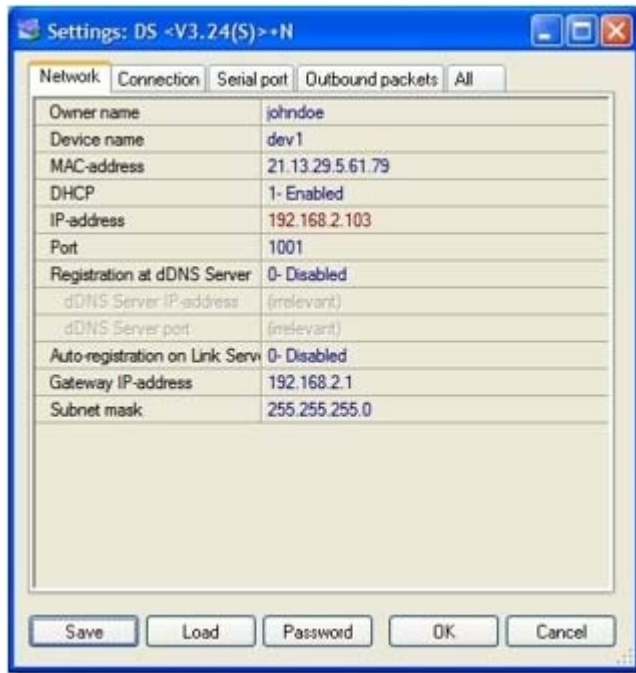 Settings: DS <V3.24(S)>+N
Network Connection Serial port Outbound packets All
Owner name johndoe
Device name dev1
MAC-address 21.13.29.5.61.79
DHCP 1- Enabled
IP-address 192.168.2.103
Port 1001
Registration at dDNS Server 0- Disabled
dDNS Server IP-address (irrelevant)
dDNS Server port (irrelevant)
Auto-registration on Link Serv 0- Disabled
Gateway IP-address 192.168.2.1
Subnet mask 255.255.255.0
Save Load Password OK Cancel